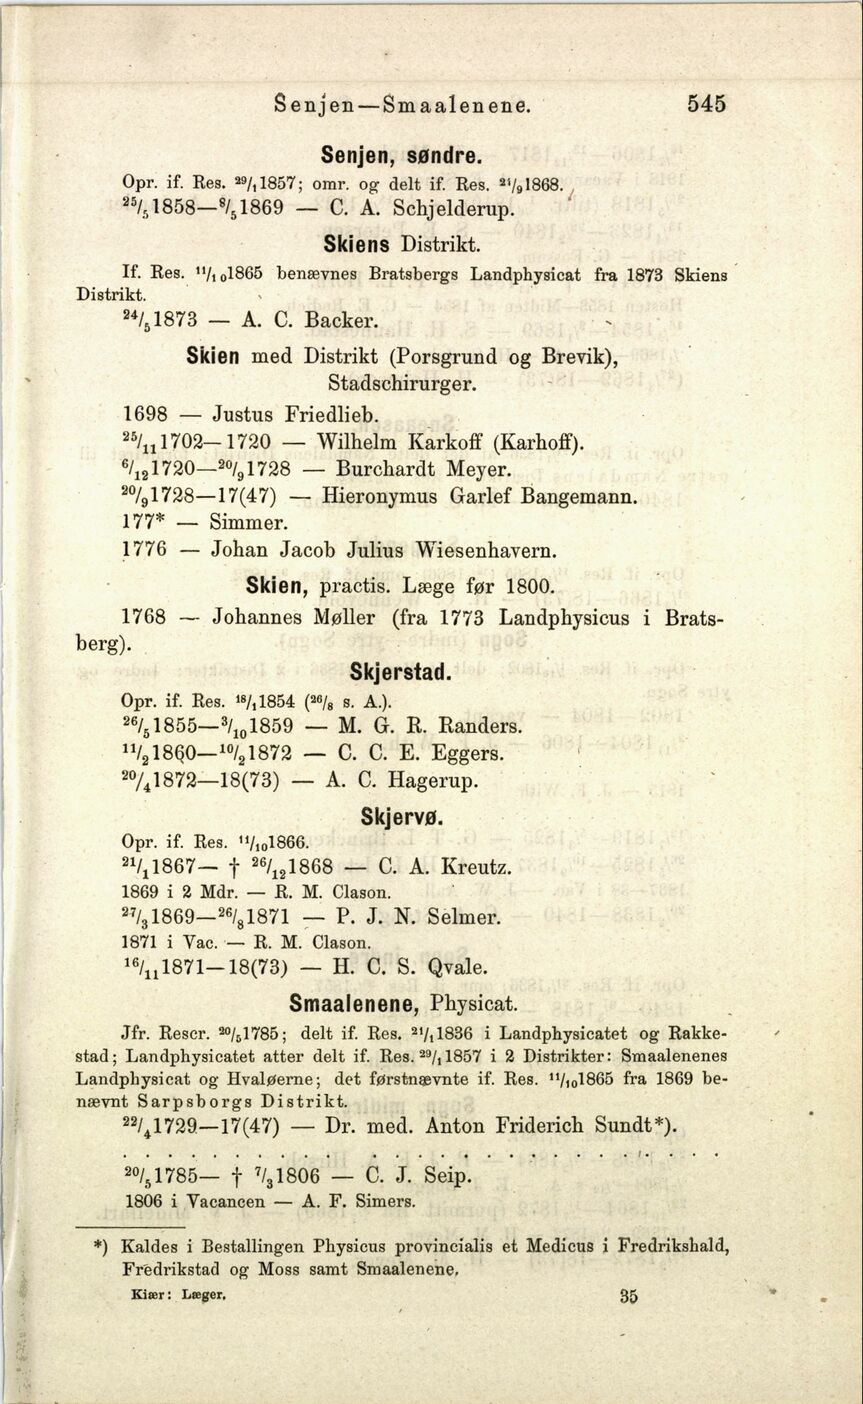 Senjen—Smaalenene. 545
Senjen, søndre.
Opr. if. Res. 29/1 1857; omr. og delt if. Res. 21/9 1868.
25/5 1858—8/5 1869 — C. A. Schjelderup.
Skiens Distrikt.
If. Res. 11/10 1865 benævnes Bratsbergs Landphysicat fra 1873 Skiens
Distrikt.
24/5 1873 — A. C. Backer.
Skien med Distrikt (Porsgrund og Brevik),
Stadschirurger.
1698 — Justus Friedlieb.
25/11 1702—1720 — Wilhelm Karkoff (Karhoff).
6/12 1720—20/9 1728 — Burchardt Meyer.
20/9 1728—17(47) — Hieronymus Garlef Bangemann.
177* — Simmer.
1776 — Johan Jacob Julius Wiesenhavern.
Skien, practis. Læge før 1800.
1768 — Johannes Møller (fra 1773 Landphysicus i Brats-
berg).
Skjerstad.
Opr. if. Res. 18/1 1854 (26/8 s. A.).
26/5 1855—3/10 1859 — M. G. R. Randers.
11/2 1860—10/2 1872 — C. C. E. Eggers.
20/4 1872—18(73) — A. C. Hagerup.
Skjervø.
Opr. if. Res. 11/10 1866.
21/1 1867— † 26/12 1868 — C. A. Kreutz.
1869 i 2 Mdr. — R. M. Clason.
27/3 1869—26/8 1871 — P. J. N. Selmer.
1871 i Vac. — R. M. Clason.
16/11 1871—18(73) — H. C. S. Qvale.
Smaalenene, Physicat.
Jfr. Rescr. 20/5 1785; delt if. Res. 21/1 1836 i Landphysicatet og Rakke-
stad; Landphysicatet atter delt if. Res. 29/1 1857 i 2 Distrikter: Smaalenenes
Landphysicat og Hvaløerne; det førstnævnte if. Res. 11/10 1865 fra 1869 be-
nævnt Sarpsborgs Distrikt.
22/4 1729—17(47) — Dr. med. Anton Friderich Sundt*).
. . . . . . . . . . . . . . . . . . . . . . . . . . . .
20/5 1785— † 7/3 1806 — C. J. Seip.
1806 i Vacancen — A. F. Simers.
*) Kaldes i Bestallingen Physicus provincialis et Medicus i Fredrikshald,
Fredrikstad og Moss samt Smaalenene.
Kiær: Læger. 35